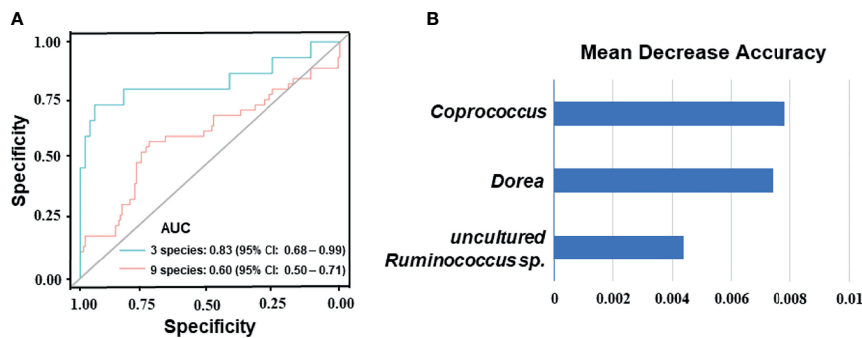 A
1.00
0.75
0.50
0.25
0.00
Specificity
AUC
3 species: 0.83 (95% CI: 0.68 – 0.99)
9 species: 0.60 (95% CI: 0.50 – 0.71)
1.00 0.75 0.50 0.25 0.00
Specificity
B
Mean Decrease Accuracy
Coprococcus
Dorea
uncultured
Ruminococcus sp.
0 0.002 0.004 0.006 0.008 0.01